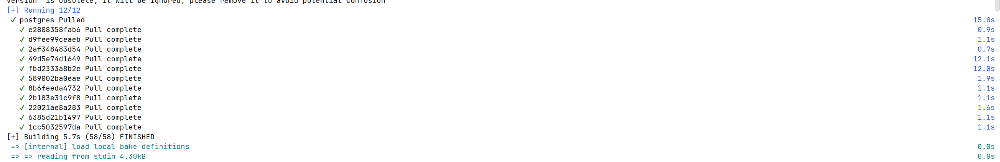 version` is obsolete, it will be ignored, please remove it to avoid potential confusion
[+] Running 12/12
✓ postgres Pulled 15.0s
✓ e2808358fab6 Pull complete 0.9s
✓ d9fee99ceaeb Pull complete 1.1s
✓ 2af348483d54 Pull complete 0.7s
✓ 49d5e74d1649 Pull complete 12.1s
✓ fbd2333a8b2e Pull complete 12.0s
✓ 589002ba0eae Pull complete 1.9s
✓ 8b6feeda4732 Pull complete 1.1s
✓ 2b183e31c9f8 Pull complete 1.1s
✓ 22021ae8a283 Pull complete 1.6s
✓ 6385d21b1497 Pull complete 1.1s
✓ 1cc5032597da Pull complete 1.1s
[+] Building 5.7s (58/58) FINISHED
=> [internal] load local bake definitions 0.0s
=> => reading from stdin 4.30kB 0.0s